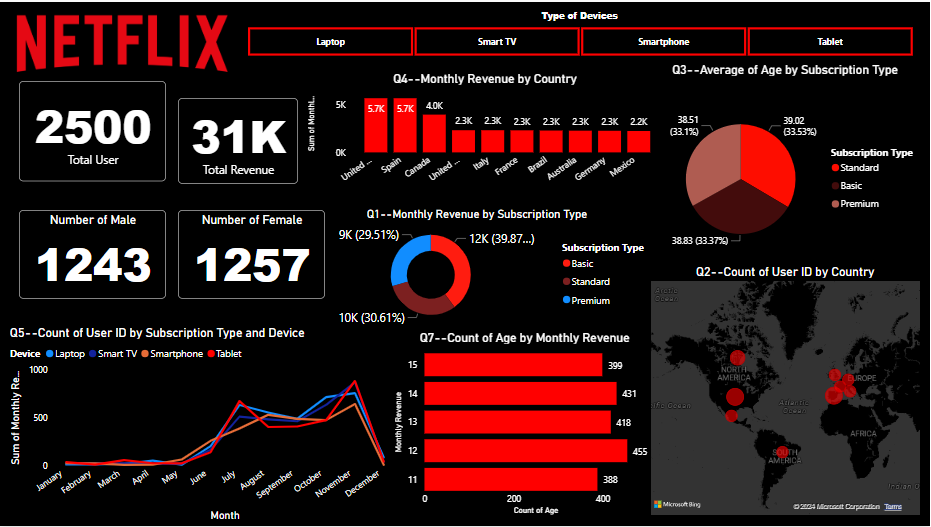 NETFLIX
Type of Devices
Laptop
Smart TV
Smartphone
Tablet
2500
Total User
31K
Total Revenue
Number of Male
1243
Number of Female
1257
Q4--Monthly Revenue by Country
Sum of Monthl...
5K
0K
5.7K
5.7K
4.0K
2.3K
2.3K
2.3K
2.3K
2.3K
2.3K
2.2K
United ...
Spain
Canada
United ...
Italy
France
Brazil
Australia
Germany
Mexico
Q3--Average of Age by Subscription Type
38.51
(33.1%)
39.02
(33.53%)
38.83 (33.37%)
Subscription Type
Standard
Basic
Premium
Q1--Monthly Revenue by Subscription Type
9K (29.51%)
12K (39.87...)
10K (30.61%)
Subscription Type
Basic
Standard
Premium
Q2--Count of User ID by Country
Arctic
Ocean
NORTH
AMERICA
EUROPE
Pacific Ocean
Atlantic
Ocean
AFRICA
SOUTH
AMERICA
Indian O
Microsoft Bing
© 2024 Microsoft Corporation Terms
Q5--Count of User ID by Subscription Type and Device
Device Laptop Smart TV Smartphone Tablet
Sum of Monthly Re...
1000
500
0
January
February
March
April
May
June
July
August
September
October
November
December
Month
Q7--Count of Age by Monthly Revenue
Monthly Revenue
15 399
14 431
13 418
12 455
11 388
0 200 400
Count of Age